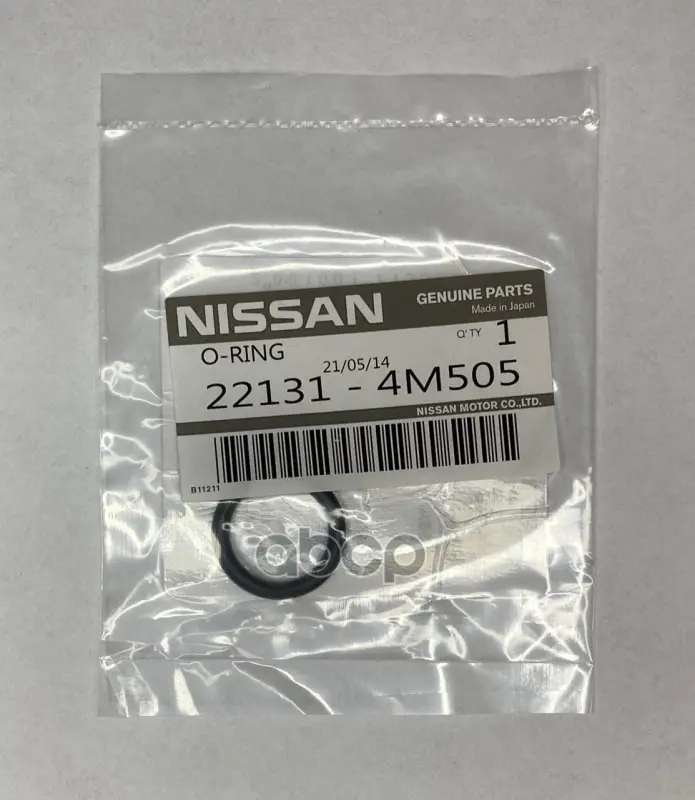 NISSAN
GENUINE PARTS
Made in Japan
O-RING
Q'TY 1
21/05/14
22131 - 4M505
NISSAN MOTOR CO.,LTD.
B11211
abcp